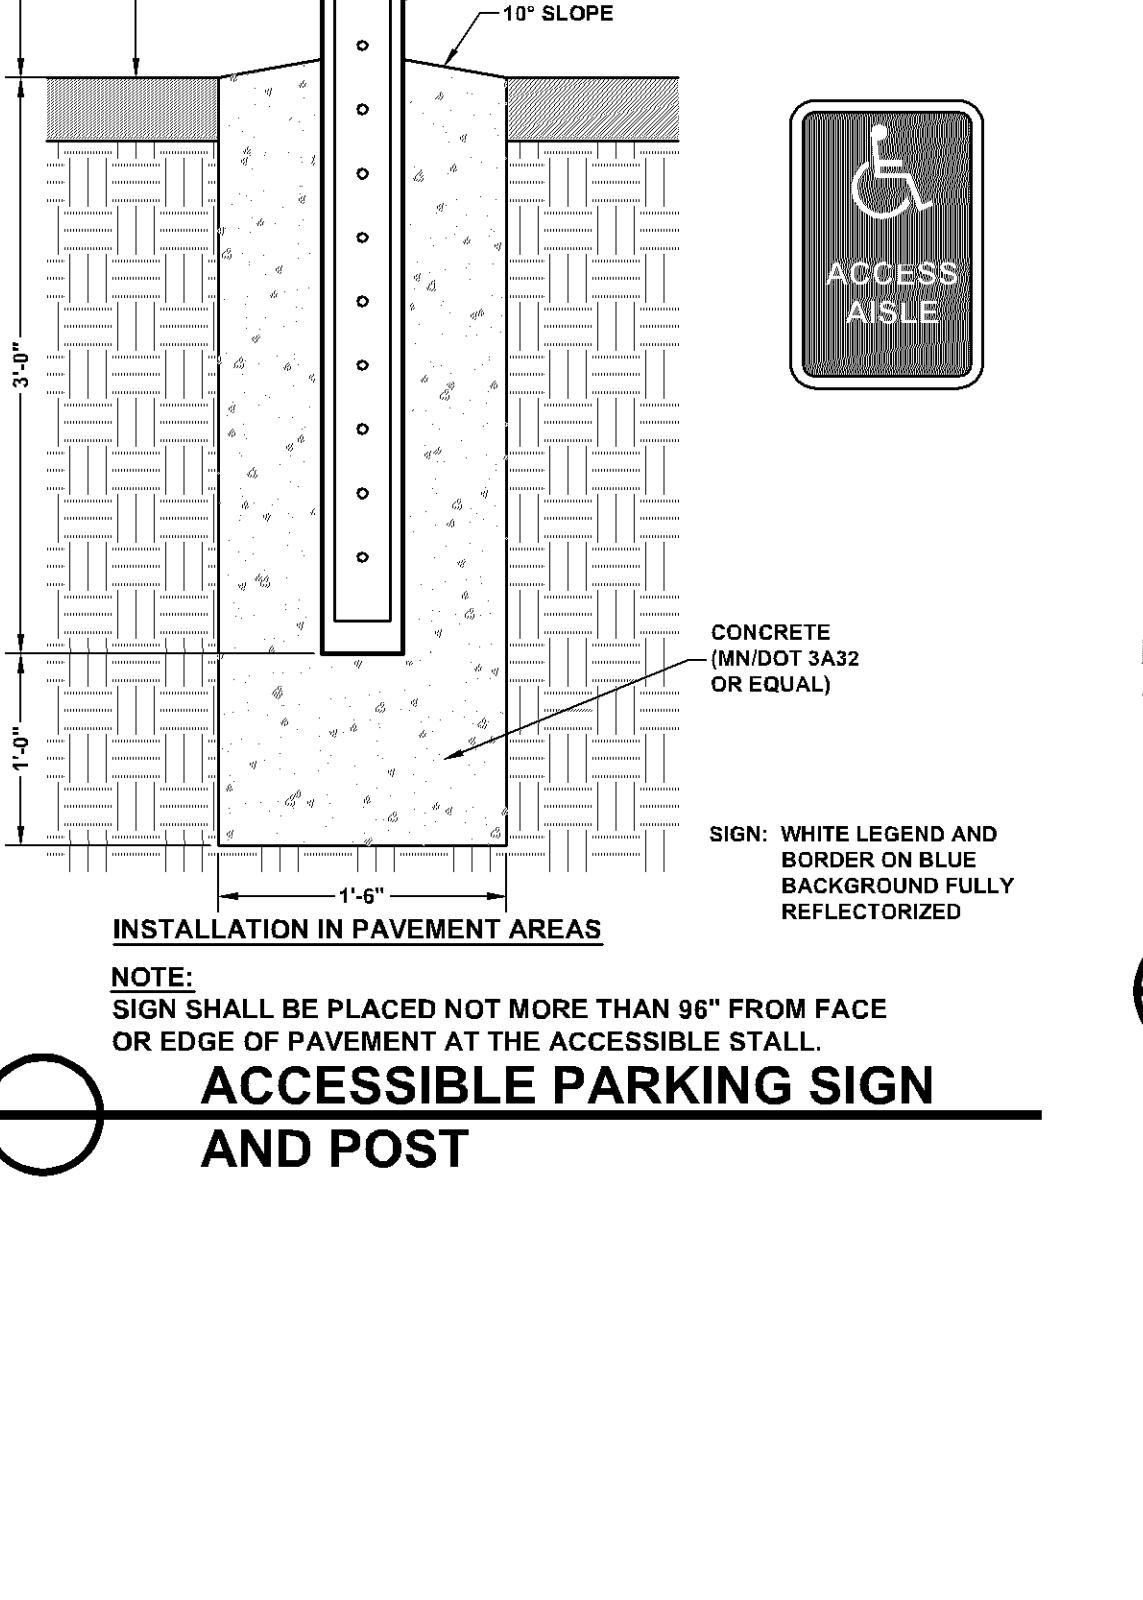 10° SLOPE
ACCESS
AISLE
3'-0"
CONCRETE
(MN/DOT 3A32
OR EQUAL)
1'-0"
SIGN: WHITE LEGEND AND
BORDER ON BLUE
BACKGROUND FULLY
REFLECTORIZED
1'-6"
INSTALLATION IN PAVEMENT AREAS
NOTE:
SIGN SHALL BE PLACED NOT MORE THAN 96" FROM FACE
OR EDGE OF PAVEMENT AT THE ACCESSIBLE STALL.
ACCESSIBLE PARKING SIGN
AND POST